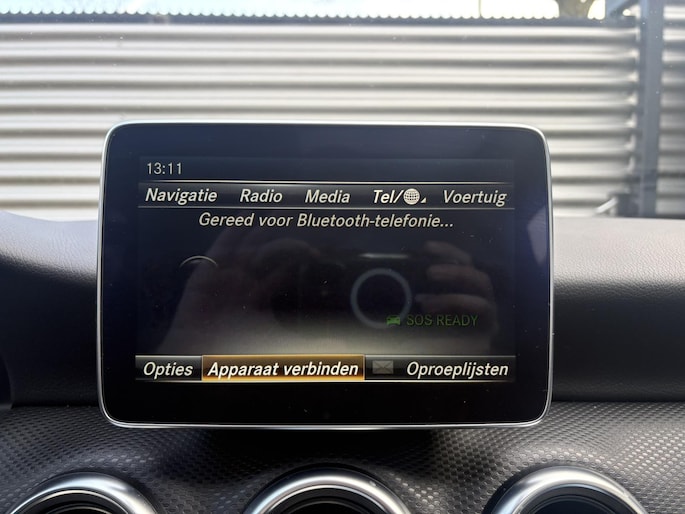 13:11
Navigatie Radio Media Tel/ Voertuig
Gereed voor Bluetooth-telefonie...
SOS READY
Opties Apparaat verbinden Oproeplijsten